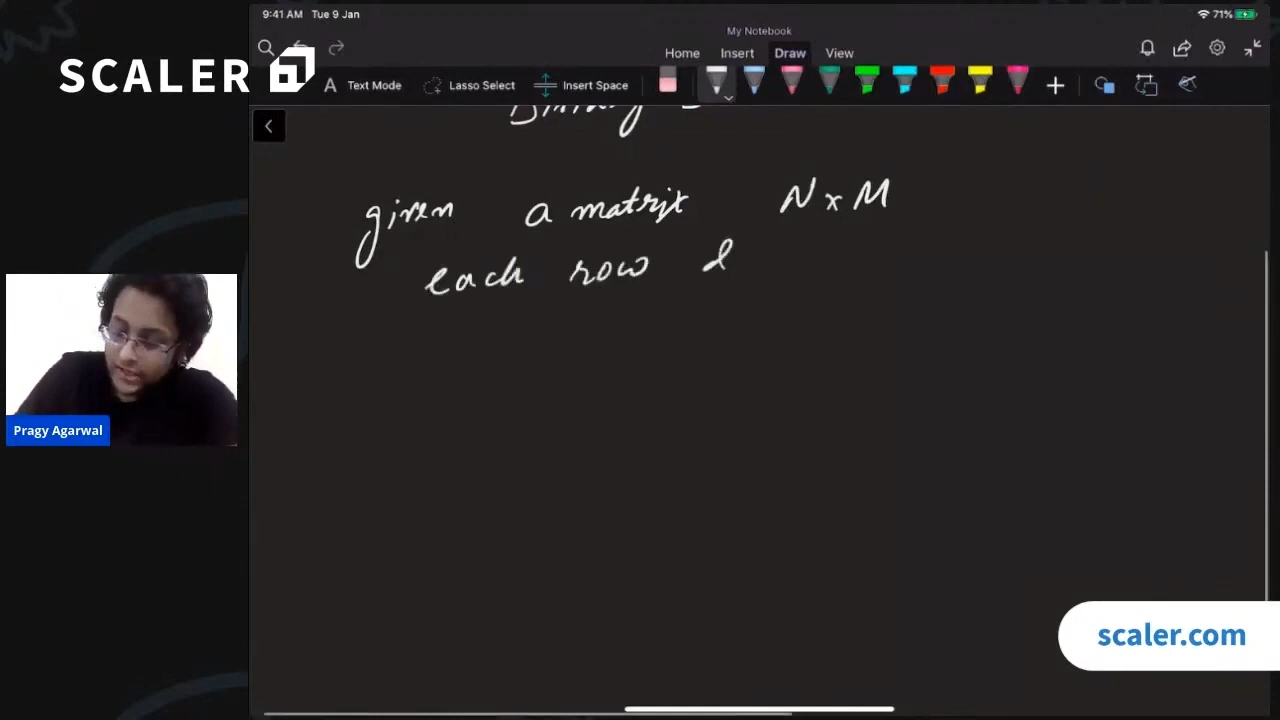 9:41 AM Tue 9 Jan
71%
My Notebook
SCALER
Home Insert Draw View
Text Mode Lasso Select Insert Space
given a matrix N x M
each row &
Pragy Agarwal
scaler.com